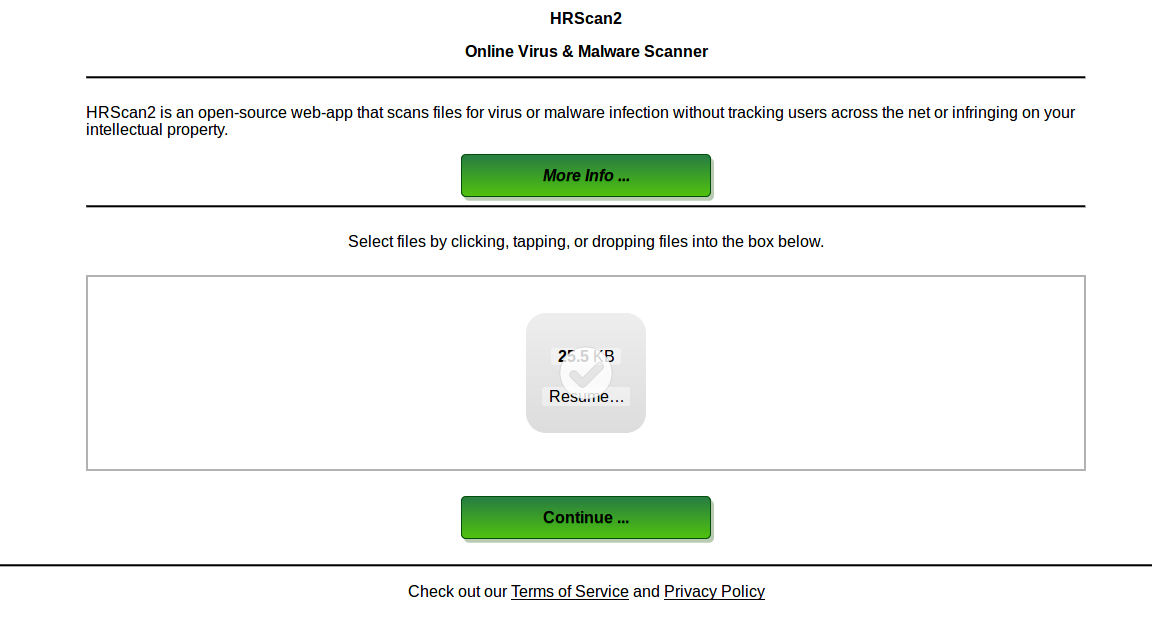 HRScan2
Online Virus & Malware Scanner
HRScan2 is an open-source web-app that scans files for virus or malware infection without tracking users across the net or infringing on your
intellectual property.
More Info ...
Select files by clicking, tapping, or dropping files into the box below.
25.5 KB
Resume…
Continue ...
Check out our Terms of Service and Privacy Policy